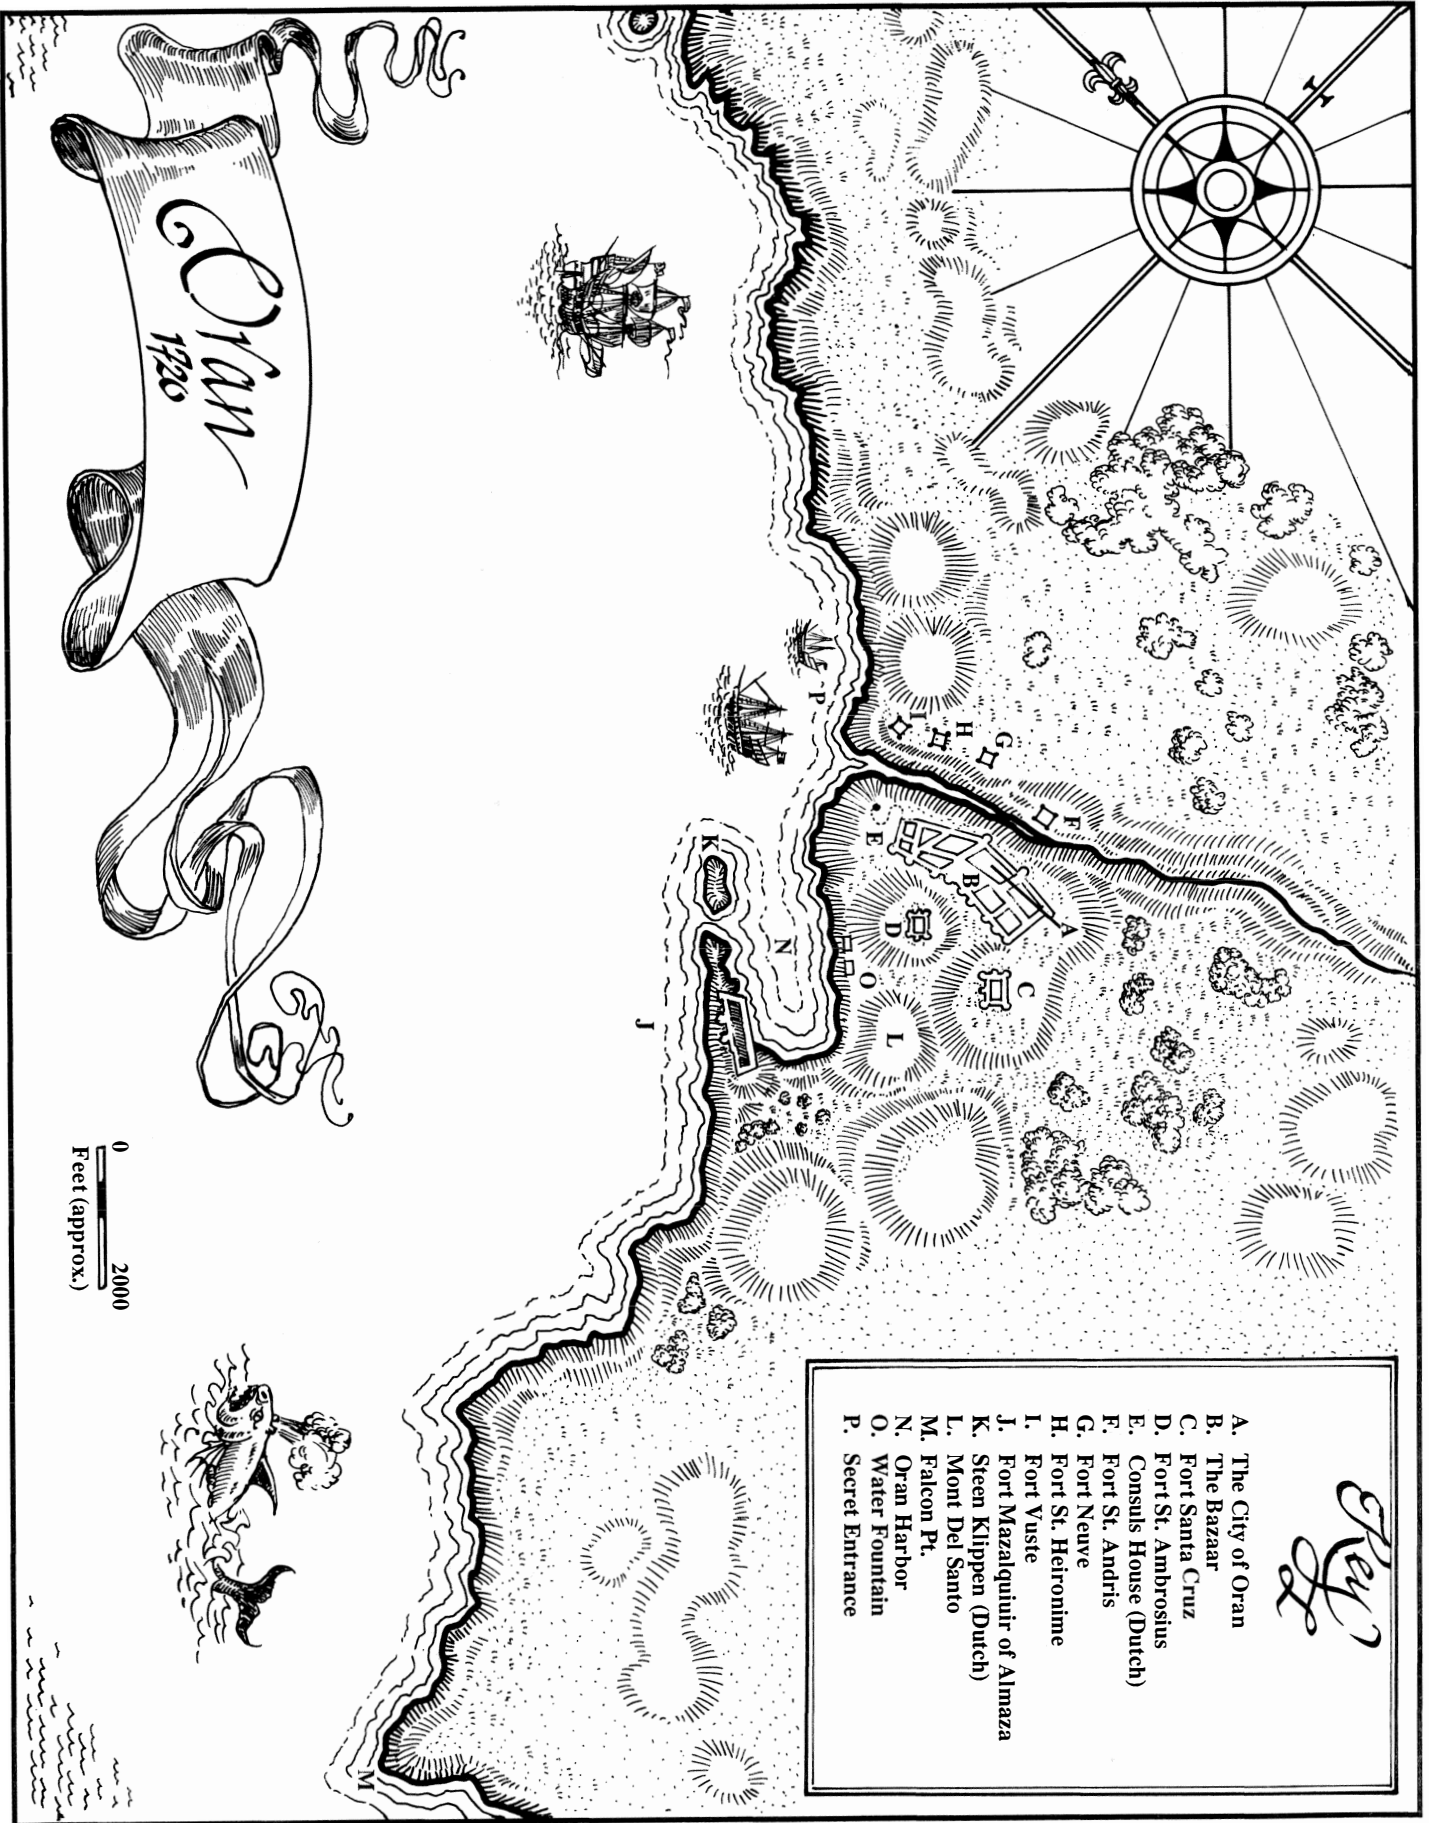 Oran
1720
Key
A. The City of Oran
B. The Bazaar
C. Fort Santa Cruz
D. Fort St. Ambrosius
E. Consuls House (Dutch)
F. Fort St. Andris
G. Fort Neuve
H. Fort St. Heironime
I. Fort Vuste
J. Fort Mazalquiuir of Almaza
K. Steen Klippen (Dutch)
L. Mont Del Santo
M. Falcon Pt.
N. Oran Harbor
O. Water Fountain
P. Secret Entrance
H
F
G
H
I
P
A
B
C
D
E
L
O
N
K
J
M
0 2000
Feet (approx.)